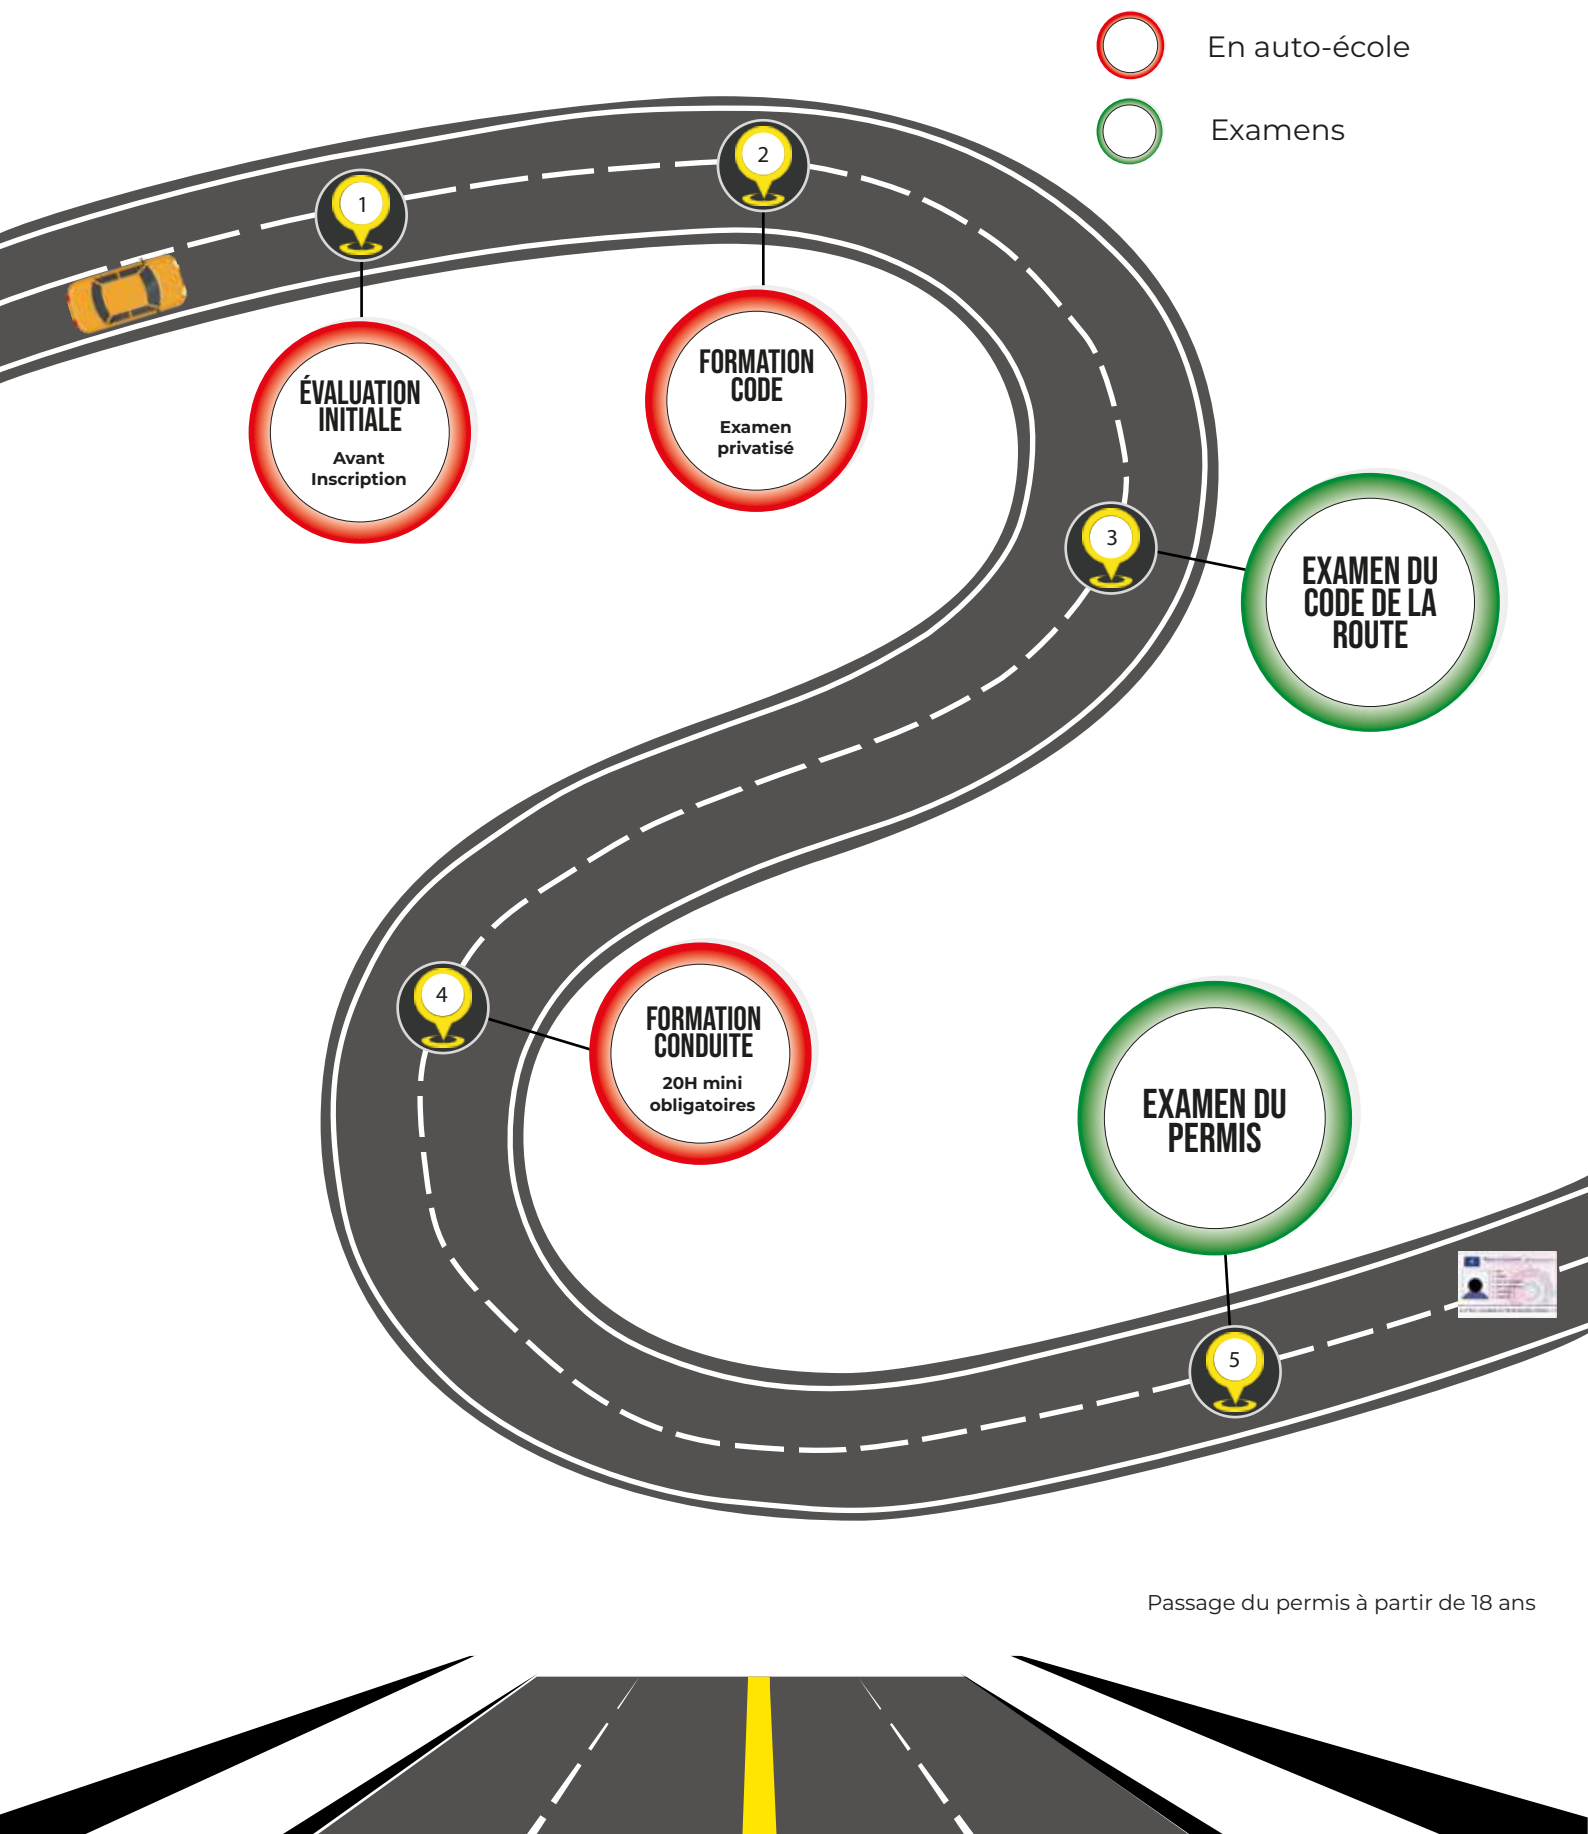 En auto-école
Examens
1
2
ÉVALUATION
INITIALE
Avant
Inscription
FORMATION
CODE
Examen
privatisé
3
EXAMEN DU
CODE DE LA
ROUTE
4
FORMATION
CONDUITE
20H mini
obligatoires
EXAMEN DU
PERMIS
5
Passage du permis à partir de 18 ans